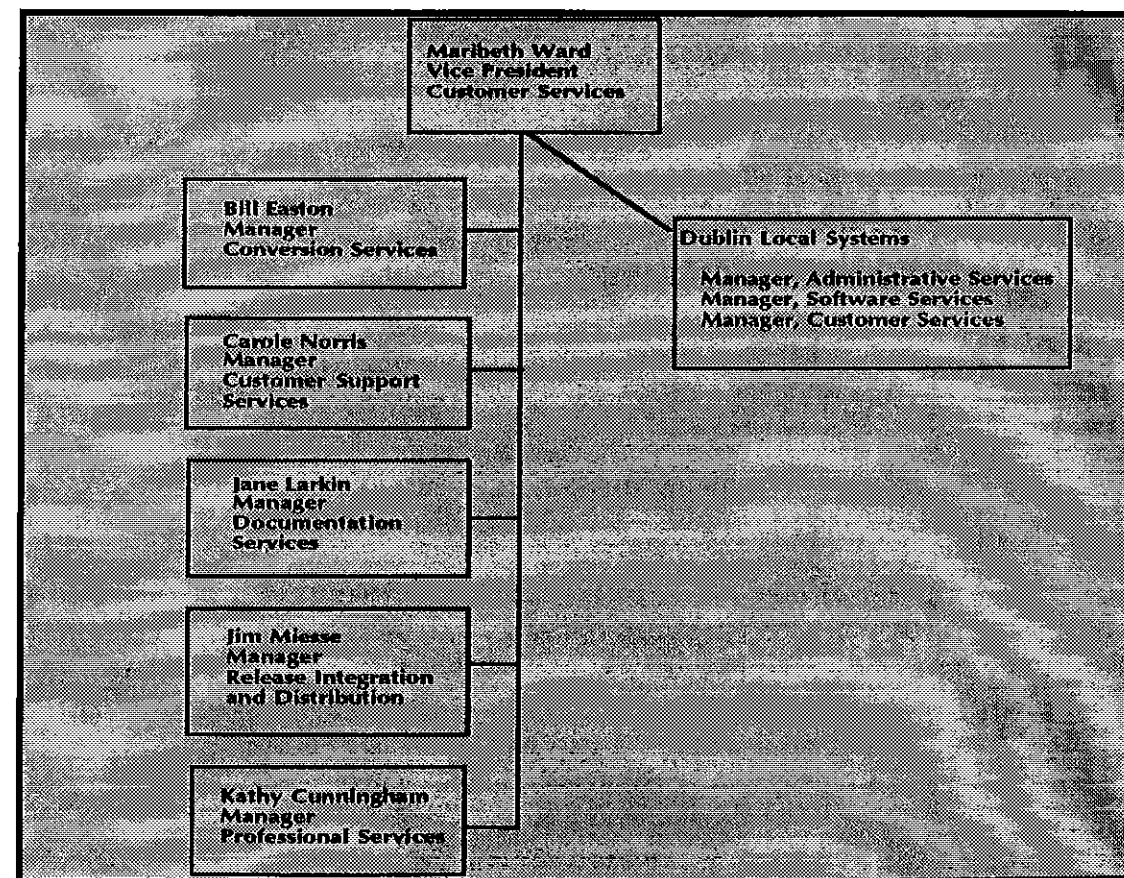 Maribeth Ward
Vice President
Customer Services
Bill Easton
Manager
Conversion Services
Dublin Local Systems
Manager, Administrative Services
Manager, Software Services
Manager, Customer Services
Carole Norris
Manager
Customer Support
Services
Jane Larkin
Manager
Documentation
Services
Jim Miesse
Manager
Release Integration
and Distribution
Kathy Cunningham
Manager
Professional Services